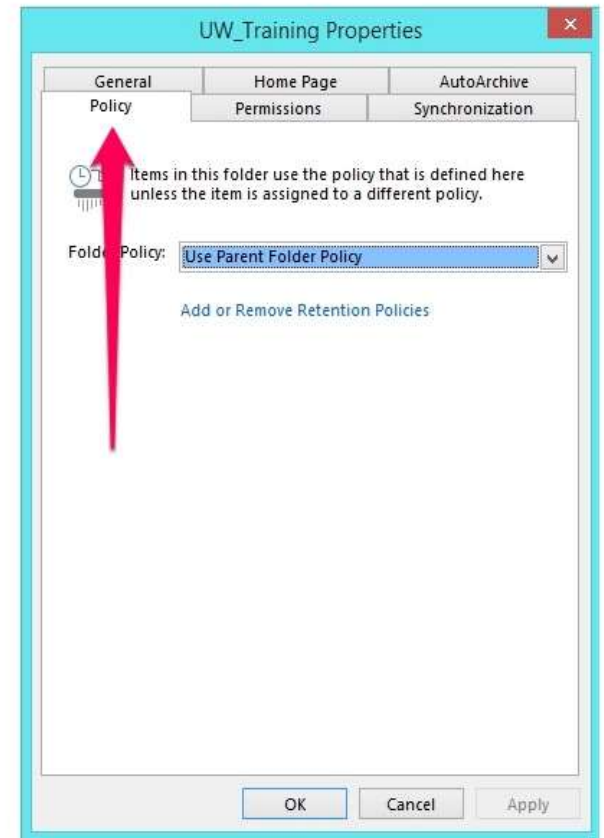 UW_Training Properties
General Home Page AutoArchive
Policy Permissions Synchronization
Items in this folder use the policy that is defined here
unless the item is assigned to a different policy.
Folder Policy: Use Parent Folder Policy
Add or Remove Retention Policies
OK Cancel Apply